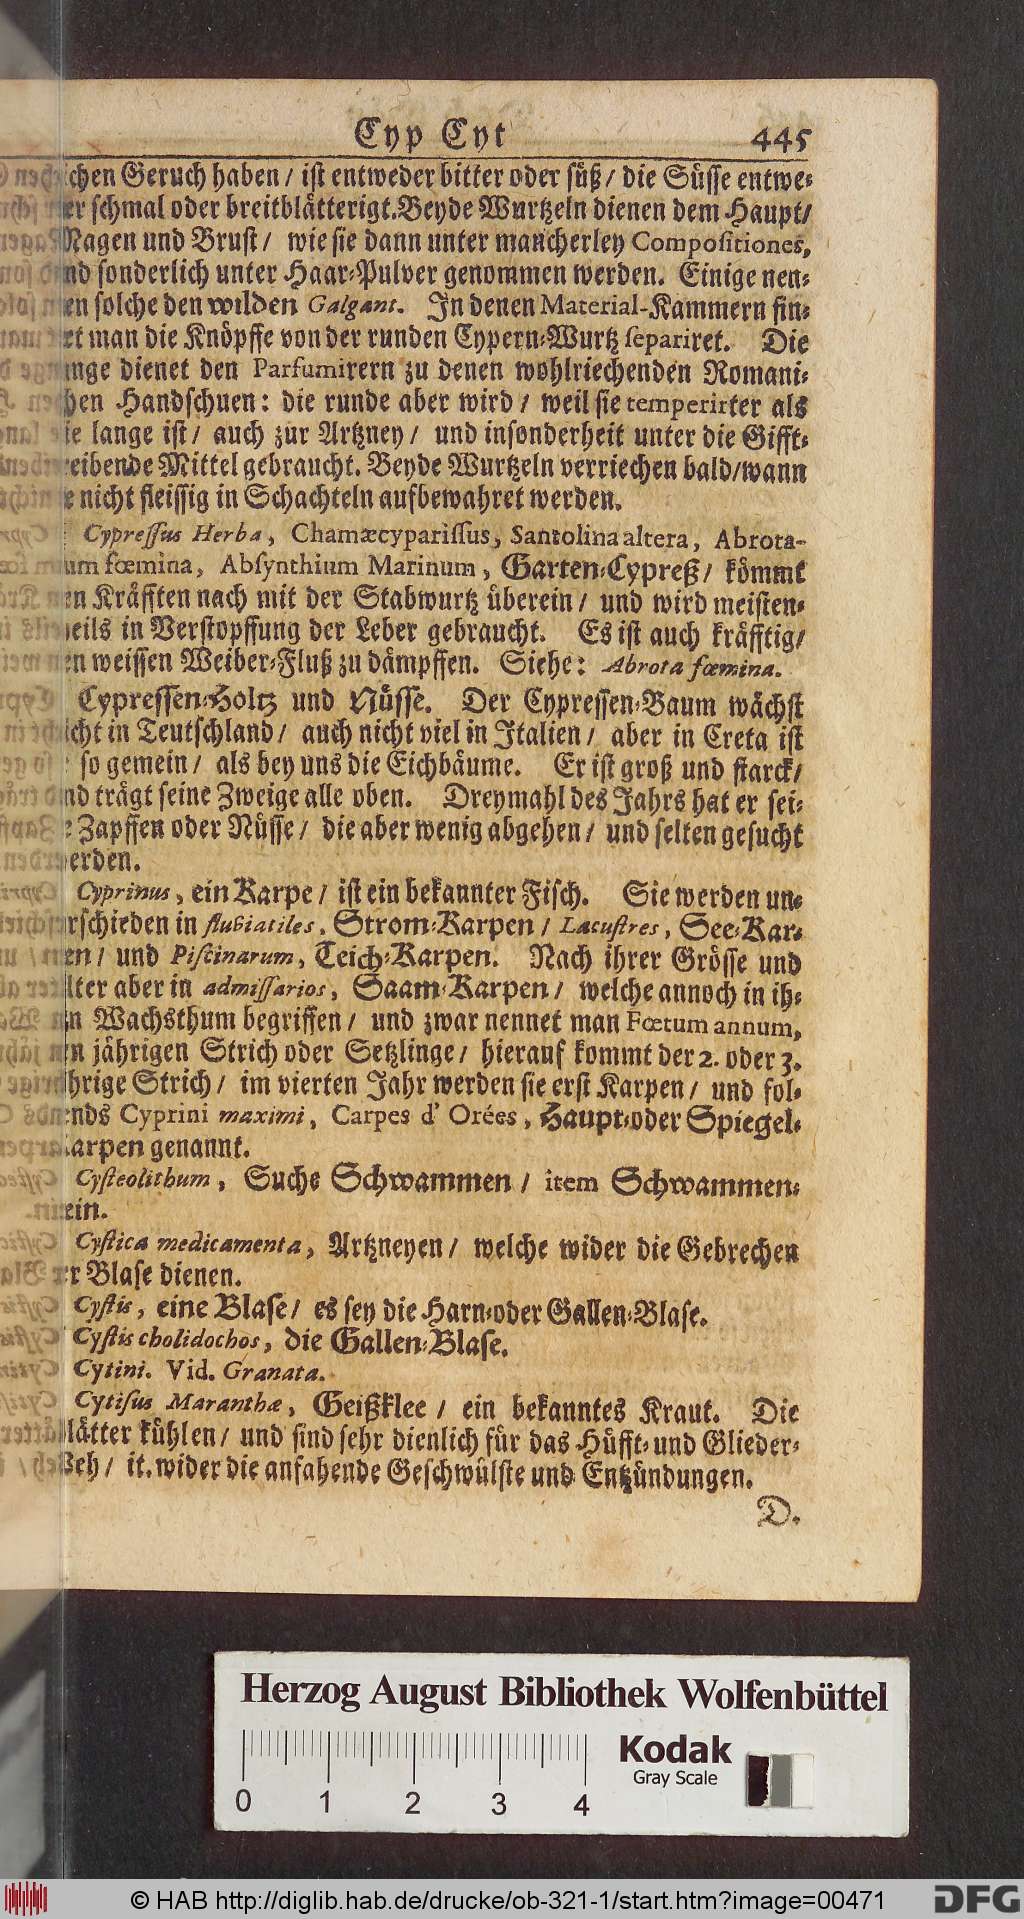 Cyp Cyt 445
chen Geruch haben / ist entweder bitter oder süß / die Süsse entwe-
er schmal oder breitblätterigt. Beyde Wurtzeln dienen dem Haupt /
Magen und Brust / wie sie dann unter mancherley Compositiones,
nd sonderlich unter Haar-Pulver genommen werden. Einige nen-
en solche den wilden Galgant. In denen Material-Kammern fin-
et man die Knöpffe von der runden Cypern-Wurtz separiret. Die
ange dienet den Parfumirern zu denen wohlriechenden Romani-
chen Handschuen: die runde aber wird / weil sie temperirter als
ie lange ist / auch zur Artzney / und insonderheit unter die Gifft-
eibende Mittel gebraucht. Beyde Wurtzeln verriechen bald / wann
e nicht fleissig in Schachteln aufbewahret werden.
Cypressus Herba, Chamæcyparissus, Santolina altera, Abrota-
um fœmina, Absynthium Marinum, Garten-Cypreß / kömmt
en Kräfften nach mit der Stabwurtz überein / und wird meisten-
eils in Verstopffung der Leber gebraucht. Es ist auch kräfftig /
en weissen Weiber-Fluß zu dämpffen. Siehe: Abrota fœmina.
Cypressen-Holtz und Nüsse. Der Cypressen-Baum wächst
icht in Teutschland / auch nicht viel in Italien / aber in Creta ist
so gemein / als bey uns die Eichbäume. Er ist groß und starck /
nd trägt seine Zweige alle oben. Dreymahl des Jahrs hat er sei-
e Zapffen oder Nüsse / die aber wenig abgehen / und selten gesucht
erden.
Cyprinus, ein Karpe / ist ein bekannter Fisch. Sie werden un-
rschieden in flubiatiles, Strom-Karpen / Lacustres, See-Kar-
en / und Piscinarum, Teich-Karpen. Nach ihrer Grösse und
lter aber in admissarios, Saam-Karpen / welche annoch in ih-
n Wachsthum begriffen / und zwar nennet man Fœtum annum,
n jährigen Strich oder Setzlinge / hierauf kommt der 2. oder 3.
hrige Strich / im vierten Jahr werden sie erst Karpen / und fol-
ends Cyprini maximi, Carpes d' Orées, Haupt-oder Spiegel-
arpen genannt.
Cysteolithum, Suche Schwammen / item Schwammen-
ein.
Cystica medicamenta, Artzneyen / welche wider die Gebrechen
er Blase dienen.
Cystis, eine Blase / es sey die Harn-oder Gallen-Blase.
Cystis cholidochos, die Gallen-Blase.
Cytini. Vid. Granata.
Cytisus Maranthæ, Geißklee / ein bekanntes Kraut. Die
lätter kühlen / und sind sehr dienlich für das Hüfft-und Glieder-
Weh / it. wider die anfahende Geschwülste und Entzündungen.
D.
Herzog August Bibliothek Wolfenbüttel
Kodak
Gray Scale
0 1 2 3 4
© HAB http://diglib.hab.de/drucke/ob-321-1/start.htm?image=00471
DFG